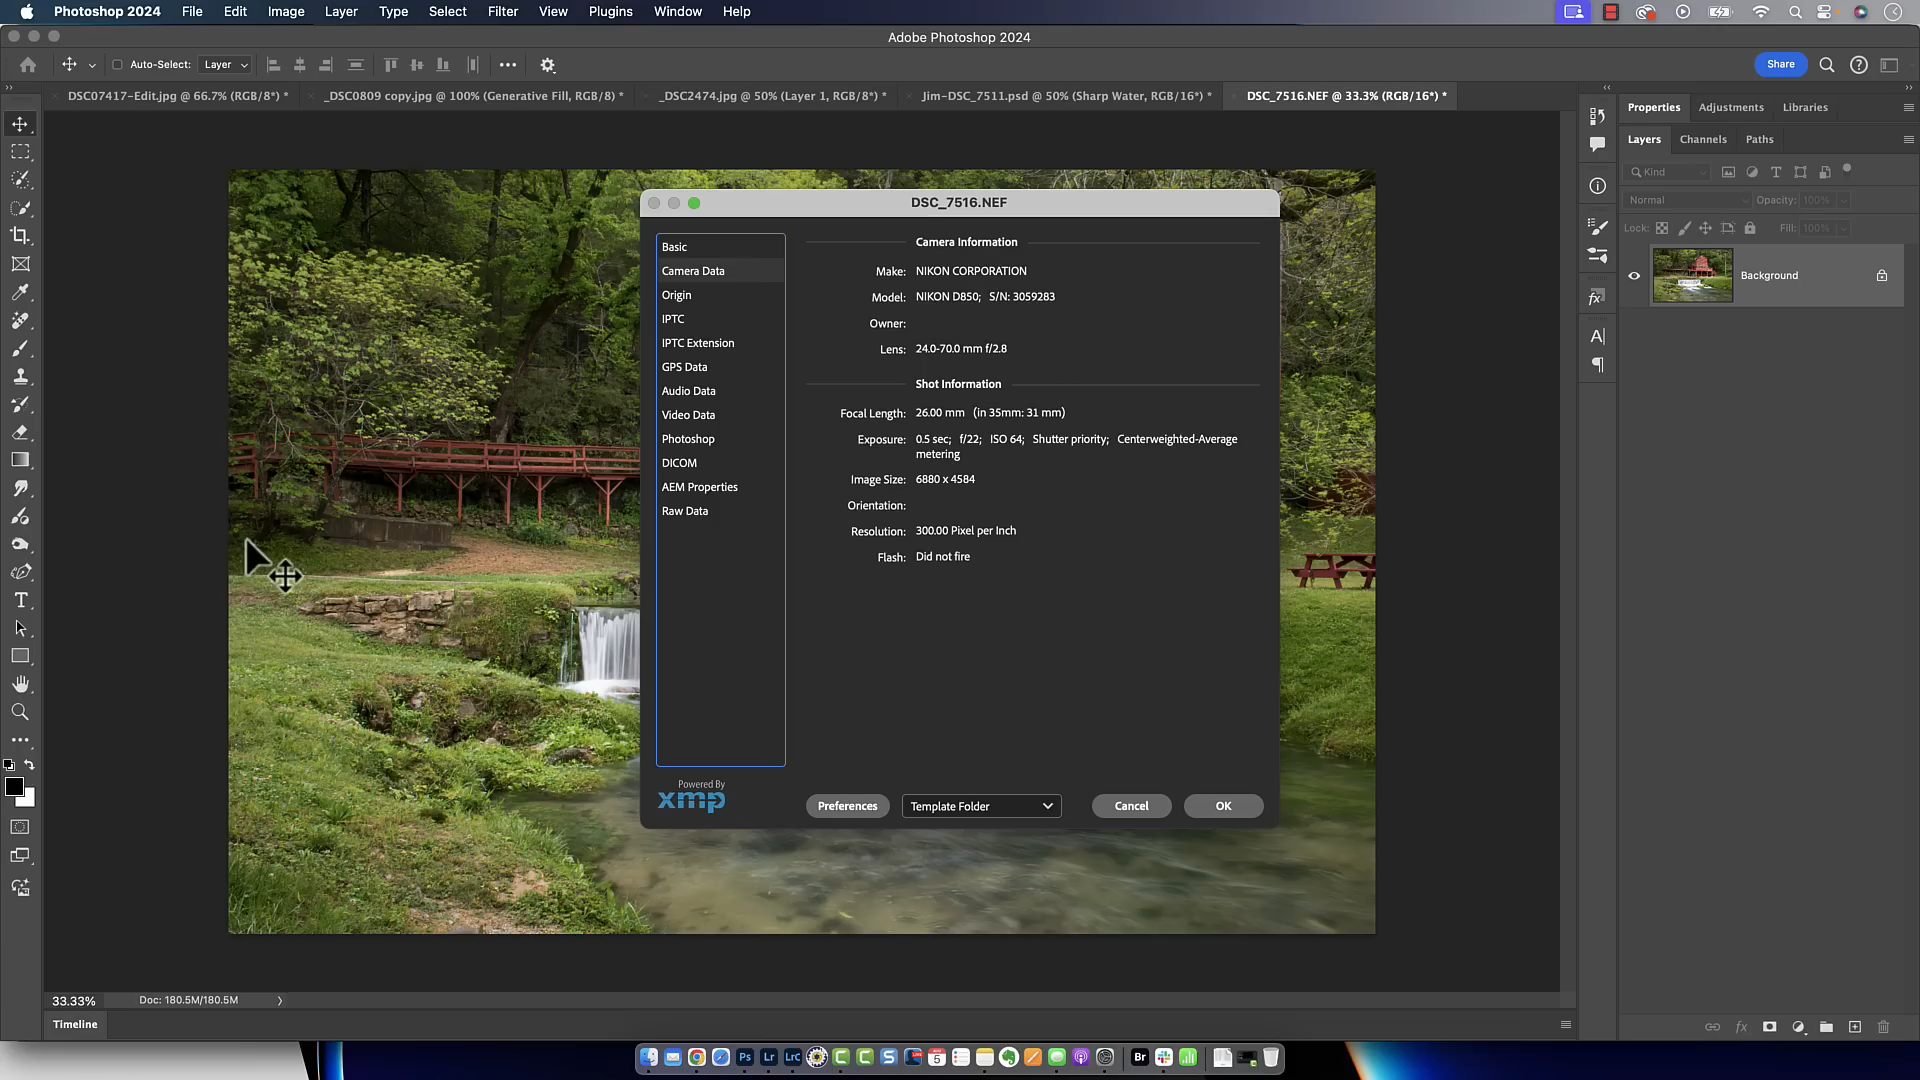 Photoshop 2024 File Edit Image Layer Type Select Filter View Plugins Window Help
Adobe Photoshop 2024
Auto-Select: Layer Share
DSC07417-Edit.jpg @ 66.7% (RGB/8*) * _DSC0809 copy.jpg @ 100% (Generative Fill, RGB/8) * _DSC2474.jpg @ 50% (Layer 1, RGB/8*) * Jim-DSC_7511.psd @ 50% (Sharp Water, RGB/16*) * DSC_7516.NEF @ 33.3% (RGB/16*) *
Properties Adjustments Libraries
Layers Channels Paths
Kind
Normal Opacity: 100%
Lock: Fill: 100%
Background
DSC_7516.NEF
Basic
Camera Data
Origin
IPTC
IPTC Extension
GPS Data
Audio Data
Video Data
Photoshop
DICOM
AEM Properties
Raw Data
Camera Information
Make: NIKON CORPORATION
Model: NIKON D850; S/N: 3059283
Owner:
Lens: 24.0-70.0 mm f/2.8
Shot Information
Focal Length: 26.00 mm (in 35mm: 31 mm)
Exposure: 0.5 sec; f/22; ISO 64; Shutter priority; Centerweighted-Average
metering
Image Size: 6880 x 4584
Orientation:
Resolution: 300.00 Pixel per Inch
Flash: Did not fire
Powered By
xmp
Preferences Template Folder Cancel OK
33.33% Doc: 180.5M/180.5M
Timeline
Ps Lr LrC 5 Br